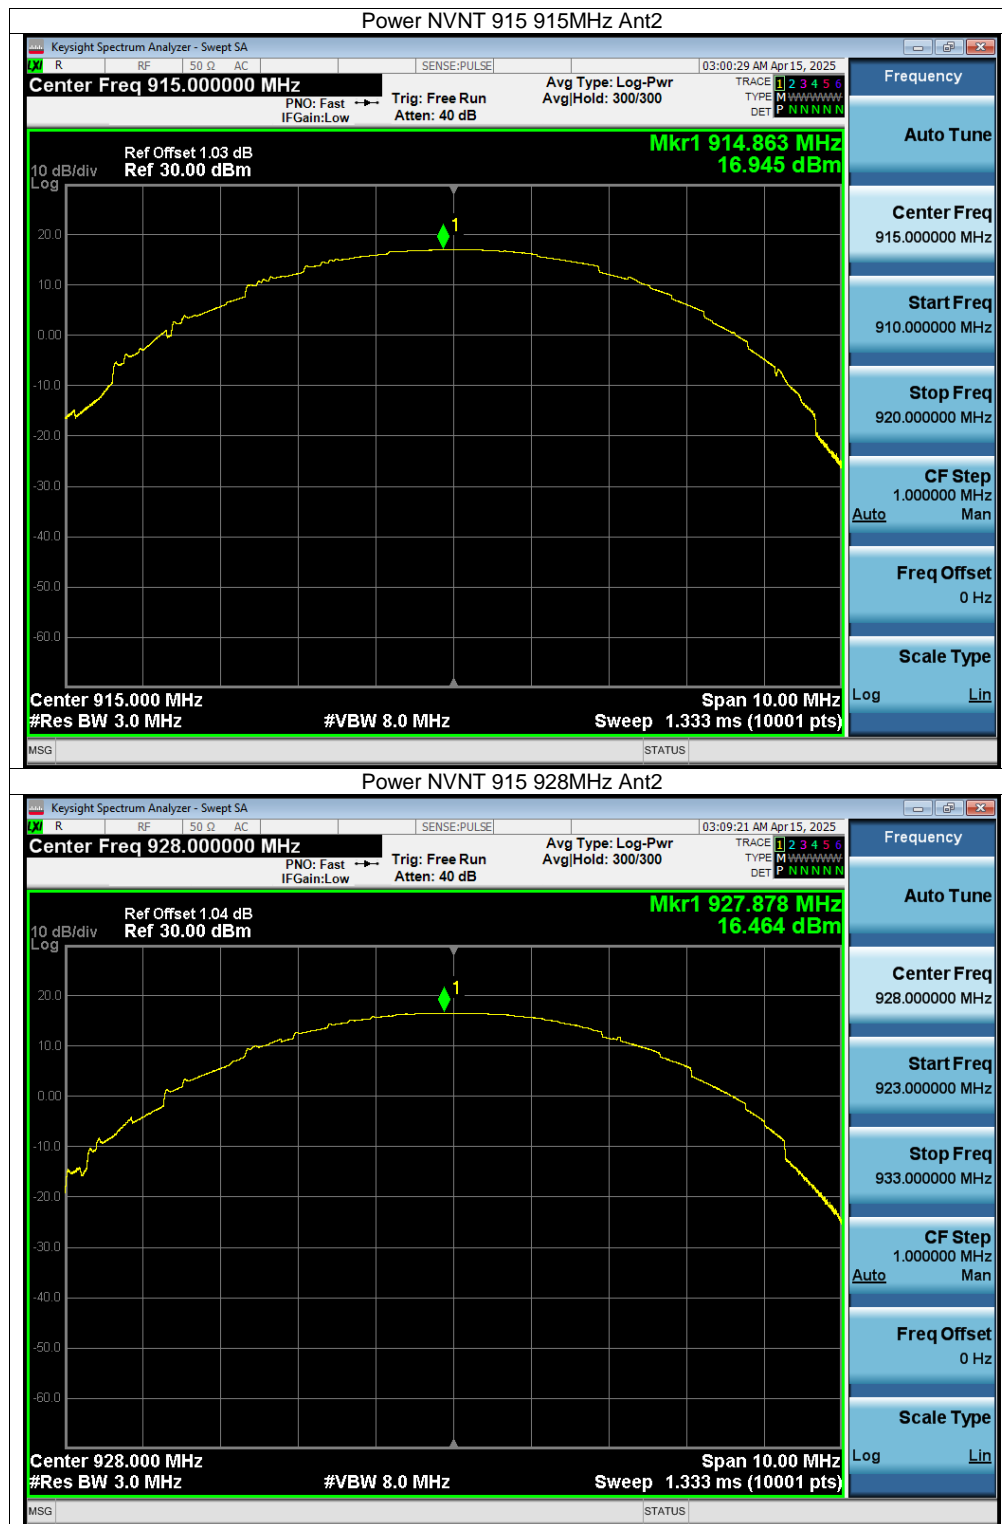 Power NVNT 915 915MHz Ant2
Keysight Spectrum Analyzer - Swept SA
LXI R RF 50 Ω AC SENSE:PULSE 03:00:29 AM Apr 15, 2025
Center Freq 915.000000 MHz
PNO: Fast
IFGain:Low
Trig: Free Run
Atten: 40 dB
Avg Type: Log-Pwr
Avg|Hold: 300/300
TRACE 1 2 3 4 5 6
TYPE M WWWWW
DET P N N N N N
Mkr1 914.863 MHz
16.945 dBm
Ref Offset 1.03 dB
10 dB/div Ref 30.00 dBm
Log
1
20.0
10.0
0.00
-10.0
-20.0
-30.0
-40.0
-50.0
-60.0
Center 915.000 MHz Span 10.00 MHz
#Res BW 3.0 MHz #VBW 8.0 MHz Sweep 1.333 ms (10001 pts)
MSG STATUS
Frequency
Auto Tune
Center Freq
915.000000 MHz
Start Freq
910.000000 MHz
Stop Freq
920.000000 MHz
CF Step
1.000000 MHz
Auto Man
Freq Offset
0 Hz
Scale Type
Log Lin
Power NVNT 915 928MHz Ant2
Keysight Spectrum Analyzer - Swept SA
LXI R RF 50 Ω AC SENSE:PULSE 03:09:21 AM Apr 15, 2025
Center Freq 928.000000 MHz
PNO: Fast
IFGain:Low
Trig: Free Run
Atten: 40 dB
Avg Type: Log-Pwr
Avg|Hold: 300/300
TRACE 1 2 3 4 5 6
TYPE M WWWWW
DET P N N N N N
Mkr1 927.878 MHz
16.464 dBm
Ref Offset 1.04 dB
10 dB/div Ref 30.00 dBm
Log
1
20.0
10.0
0.00
-10.0
-20.0
-30.0
-40.0
-50.0
-60.0
Center 928.000 MHz Span 10.00 MHz
#Res BW 3.0 MHz #VBW 8.0 MHz Sweep 1.333 ms (10001 pts)
MSG STATUS
Frequency
Auto Tune
Center Freq
928.000000 MHz
Start Freq
923.000000 MHz
Stop Freq
933.000000 MHz
CF Step
1.000000 MHz
Auto Man
Freq Offset
0 Hz
Scale Type
Log Lin